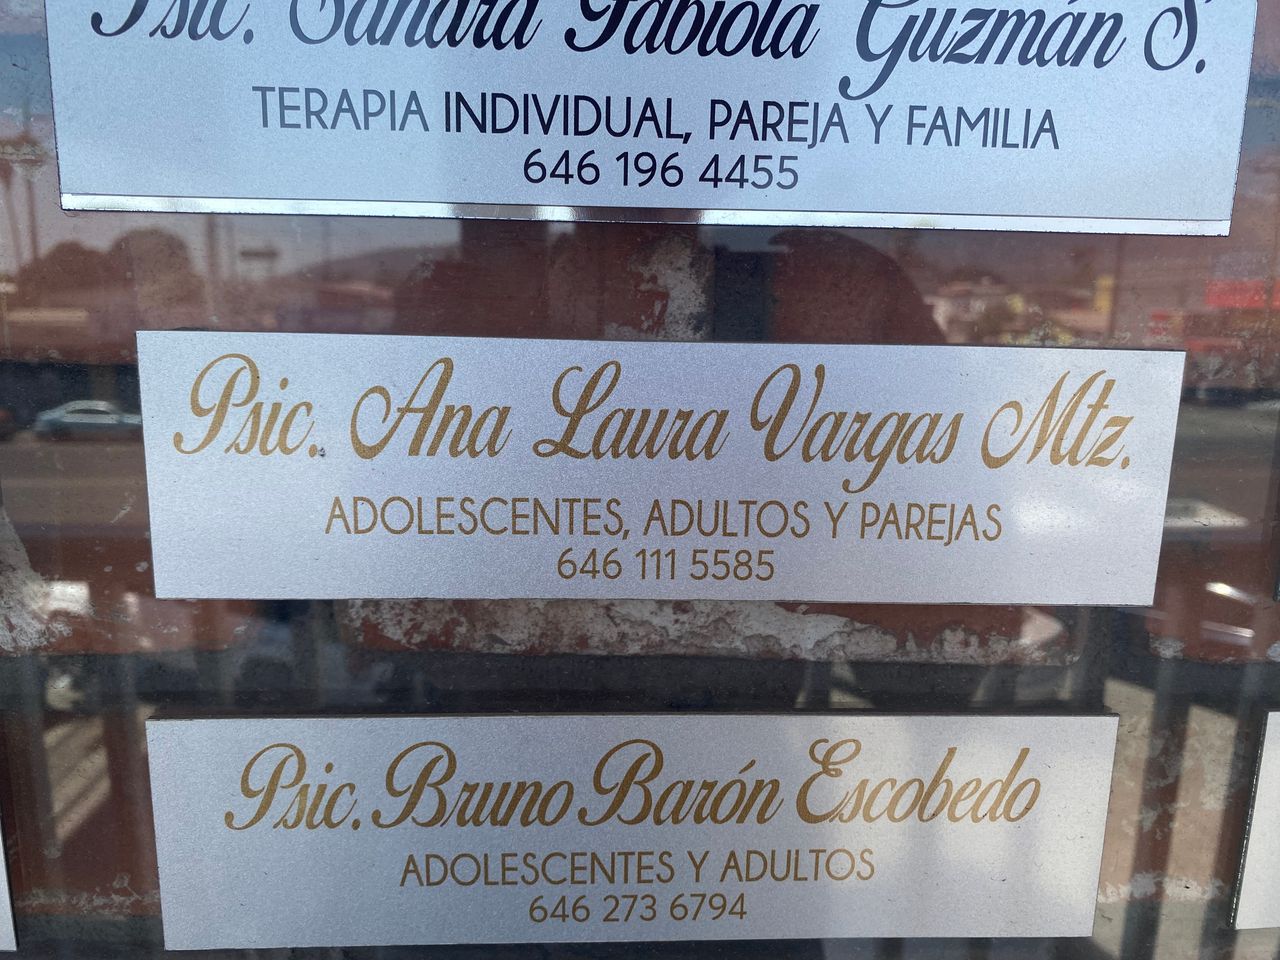 Psic. Sandra Fabiola Guzmán S.
TERAPIA INDIVIDUAL, PAREJA Y FAMILIA
646 196 4455
Psic. Ana Laura Vargas Mtz.
ADOLESCENTES, ADULTOS Y PAREJAS
646 111 5585
Psic. Bruno Barón Escobedo
ADOLESCENTES Y ADULTOS
646 273 6794